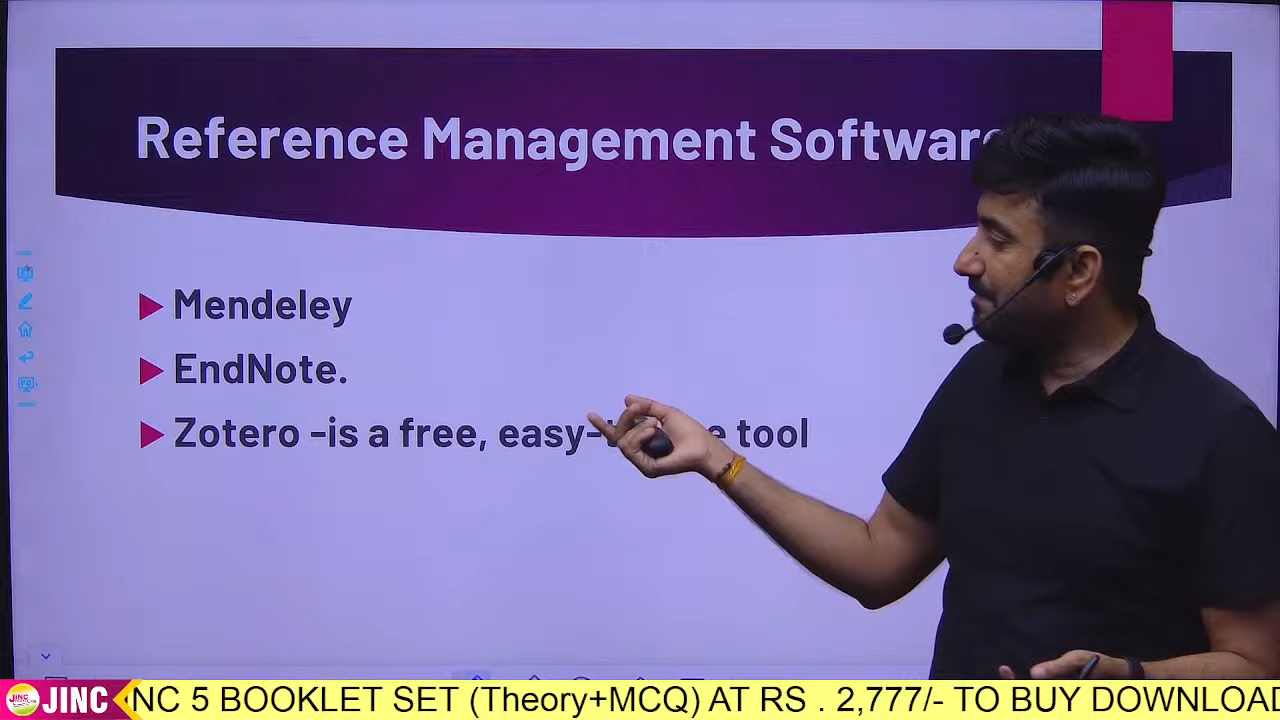 Reference Management Software
Mendeley
EndNote.
Zotero -is a free, easy- tool
JINC
NC 5 BOOKLET SET (Theory+MCQ) AT RS . 2,777/- TO BUY DOWNLOAD